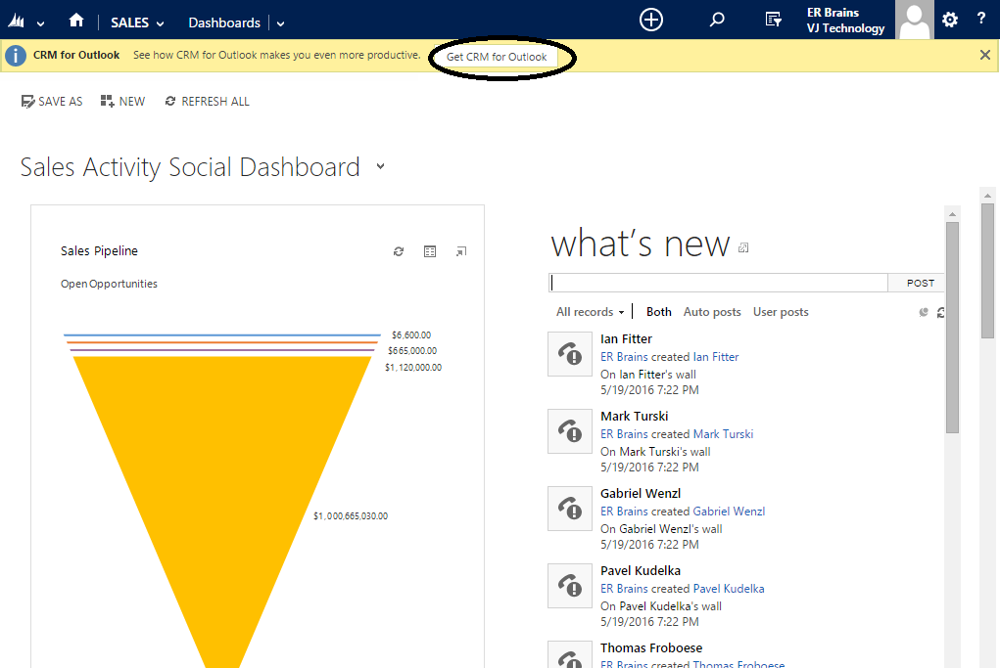 SALES Dashboards ER Brains
VJ Technology ?
CRM for Outlook See how CRM for Outlook makes you even more productive. Get CRM for Outlook
SAVE AS NEW REFRESH ALL
Sales Activity Social Dashboard
Sales Pipeline
Open Opportunities
$6,600.00
$665,000.00
$1,120,000.00
$1,000,665,030.00
what's new
POST
All records Both Auto posts User posts
Ian Fitter
ER Brains created Ian Fitter
On Ian Fitter's wall
5/19/2016 7:22 PM
Mark Turski
ER Brains created Mark Turski
On Mark Turski's wall
5/19/2016 7:22 PM
Gabriel Wenzl
ER Brains created Gabriel Wenzl
On Gabriel Wenzl's wall
5/19/2016 7:22 PM
Pavel Kudelka
ER Brains created Pavel Kudelka
On Pavel Kudelka's wall
5/19/2016 7:22 PM
Thomas Froboese
ER Brains created Thomas Froboese